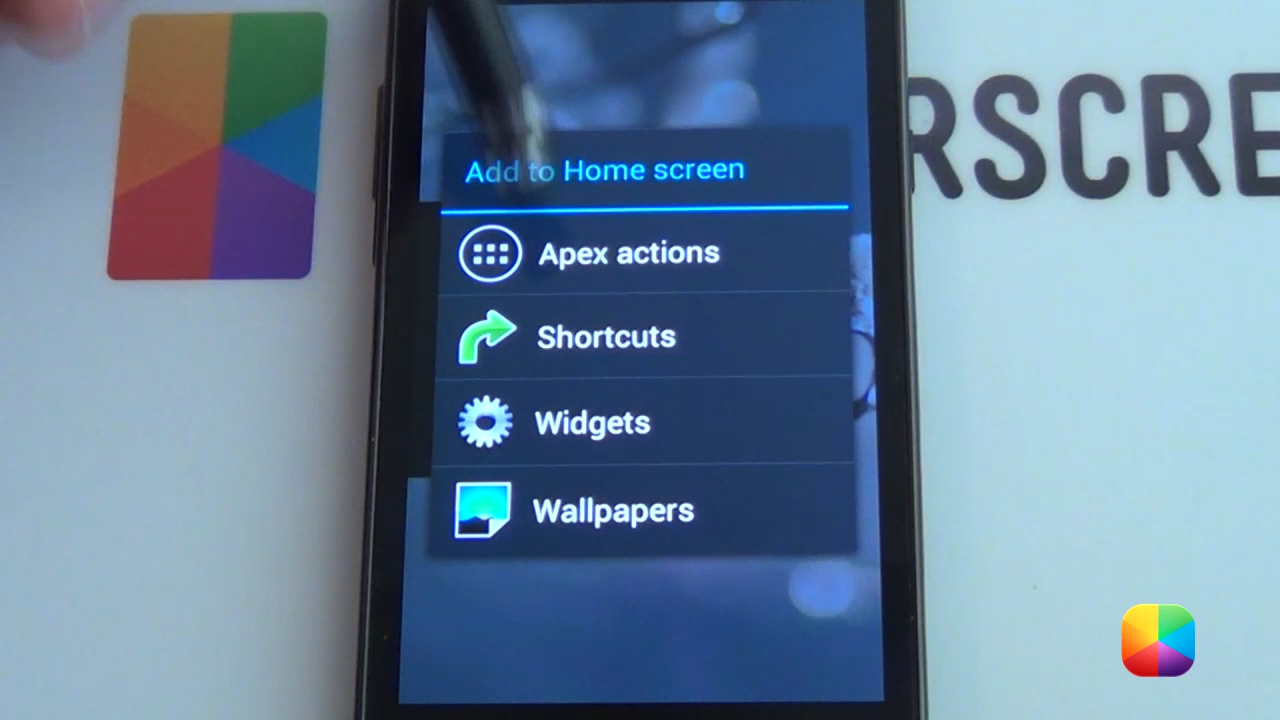 Add to Home screen
Apex actions
Shortcuts
Widgets
Wallpapers
RSCRE